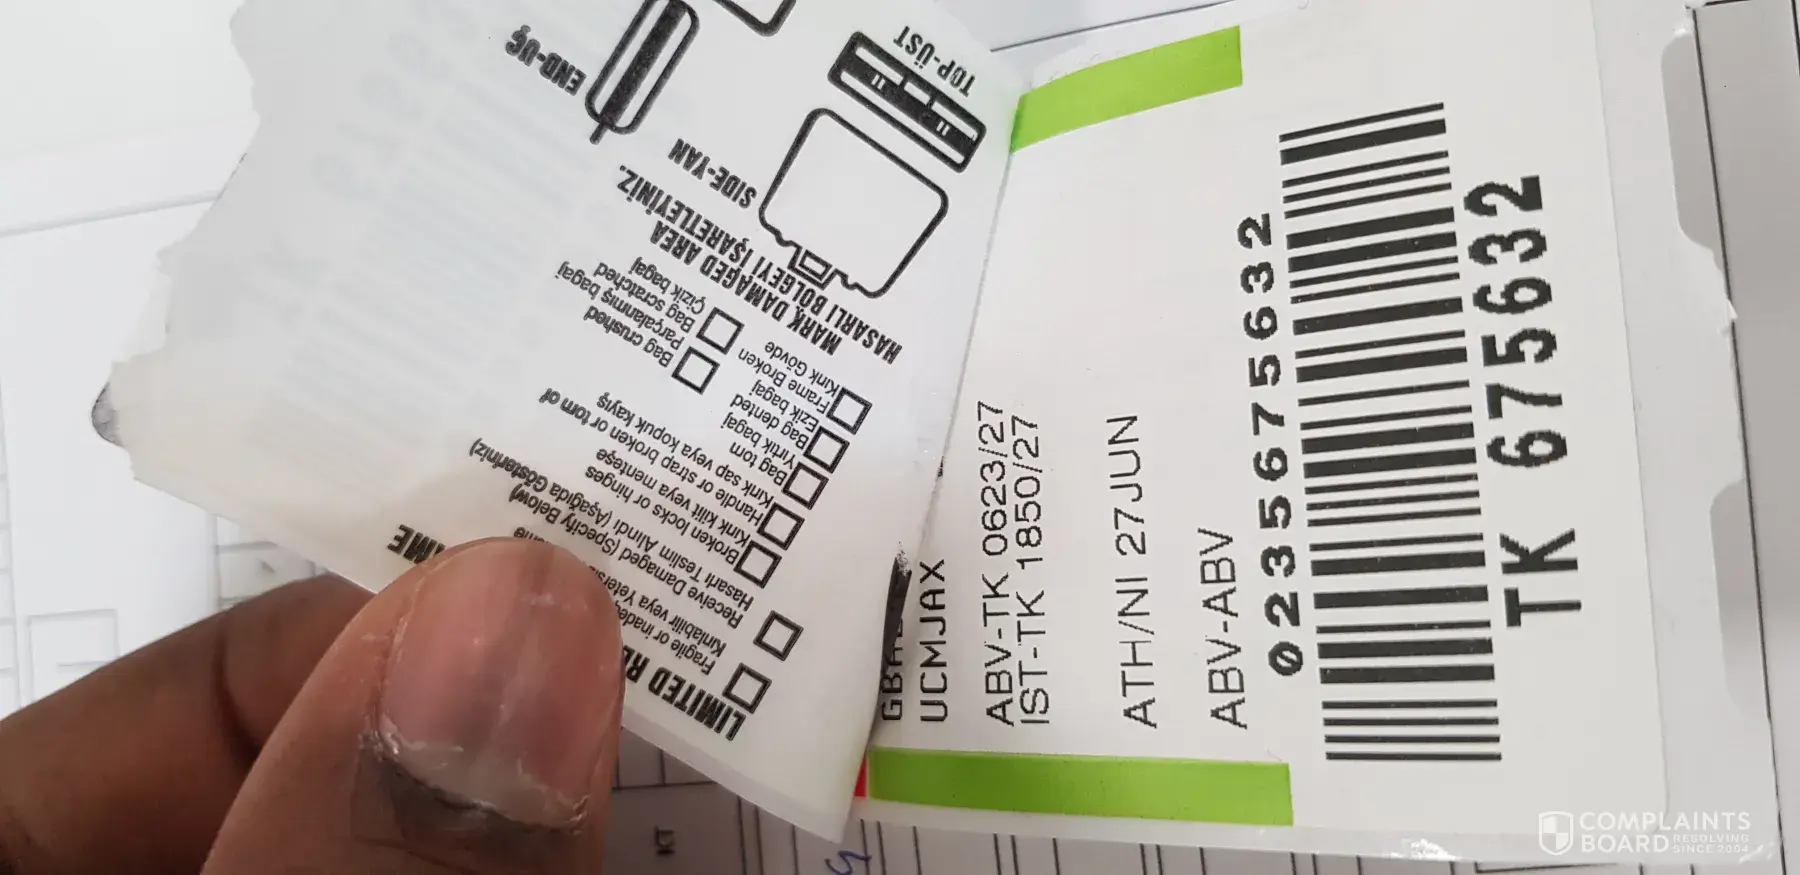 LIMITED
Fragile or
Kırılabilir veya
Receive Damaged (Specify Below)
Hasarlı Teslim Alındı (Aşağıda Gösteriniz)
Broken locks or hinges
Kırık kilit veya menteşe
Handle or strap broken or torn of
Kırık sap veya kopuk kayış
Bag torn
Yırtık bagaj
Bag dented
Ezik bagaj
Frame Broken
Kırık Gövde
Bag crushed
Parçalanmış bagaj
Bag scratched
Çizik bagaj
MARK DAMAGED AREA
HASARLI BÖLGEYİ İŞARETLEYİNİZ.
SIDE-YAN
END-UÇ
TOP-ÜST
UCMJAX
ABV-TK 0623/27
IST-TK 1850/27
ATH/NI 27JUN
ABV-ABV
0235675632
TK 675632
KT
COMPLAINTS
BOARD RESOLVING
SINCE 2004